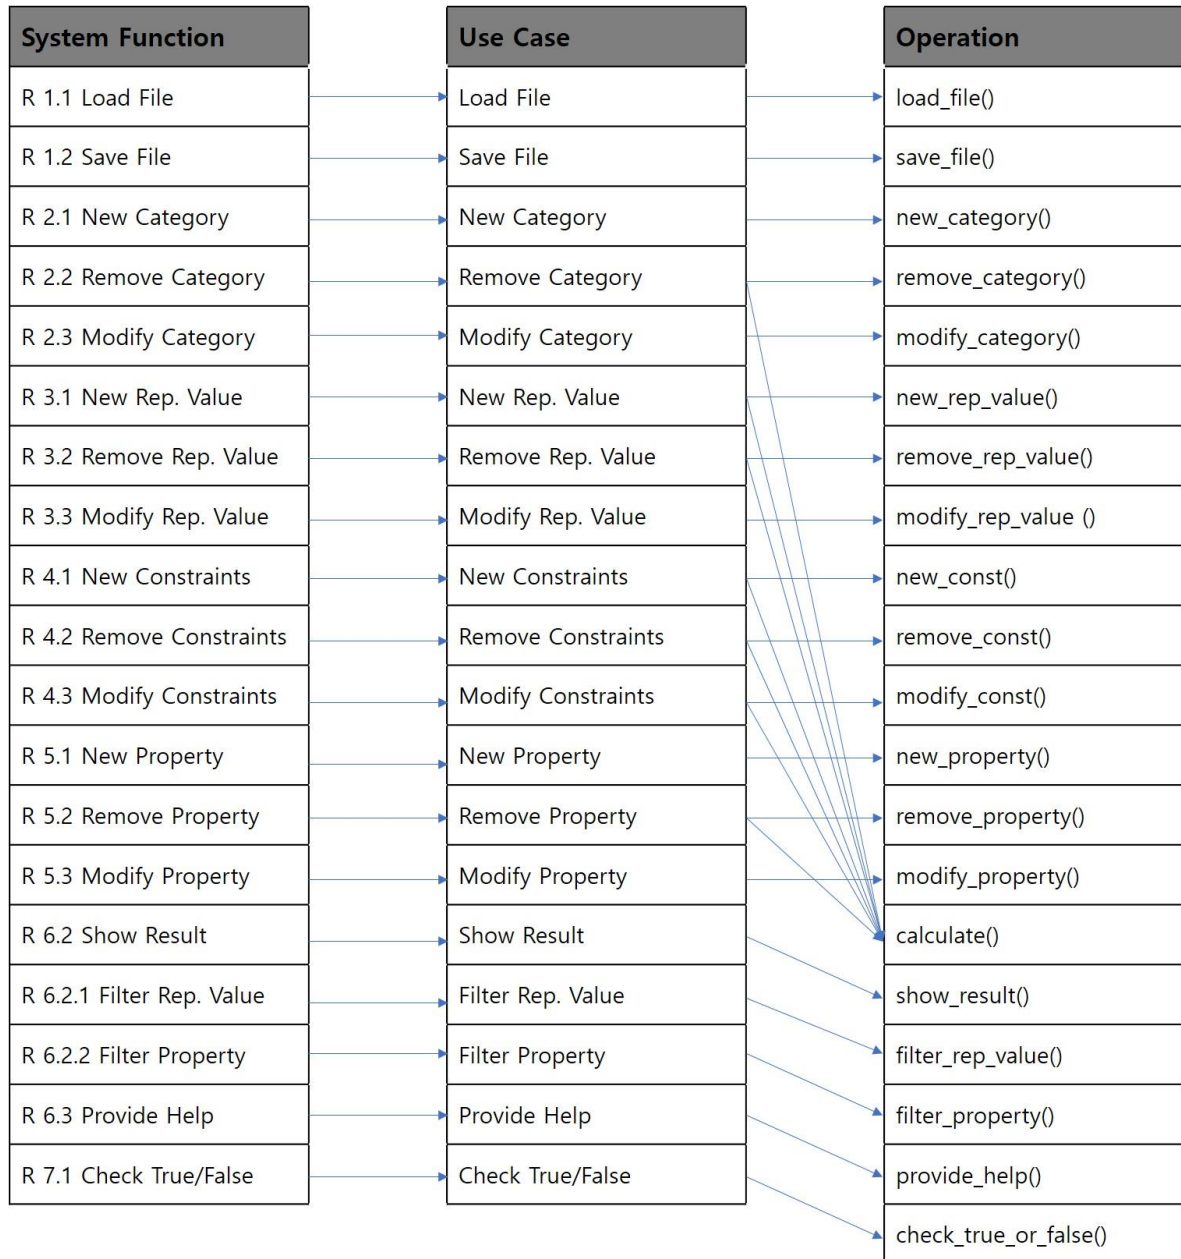 System Function
R 1.1 Load File
R 1.2 Save File
R 2.1 New Category
R 2.2 Remove Category
R 2.3 Modify Category
R 3.1 New Rep. Value
R 3.2 Remove Rep. Value
R 3.3 Modify Rep. Value
R 4.1 New Constraints
R 4.2 Remove Constraints
R 4.3 Modify Constraints
R 5.1 New Property
R 5.2 Remove Property
R 5.3 Modify Property
R 6.2 Show Result
R 6.2.1 Filter Rep. Value
R 6.2.2 Filter Property
R 6.3 Provide Help
R 7.1 Check True/False
Use Case
Load File
Save File
New Category
Remove Category
Modify Category
New Rep. Value
Remove Rep. Value
Modify Rep. Value
New Constraints
Remove Constraints
Modify Constraints
New Property
Remove Property
Modify Property
Show Result
Filter Rep. Value
Filter Property
Provide Help
Check True/False
Operation
load_file()
save_file()
new_category()
remove_category()
modify_category()
new_rep_value()
remove_rep_value()
modify_rep_value ()
new_const()
remove_const()
modify_const()
new_property()
remove_property()
modify_property()
calculate()
show_result()
filter_rep_value()
filter_property()
provide_help()
check_true_or_false()